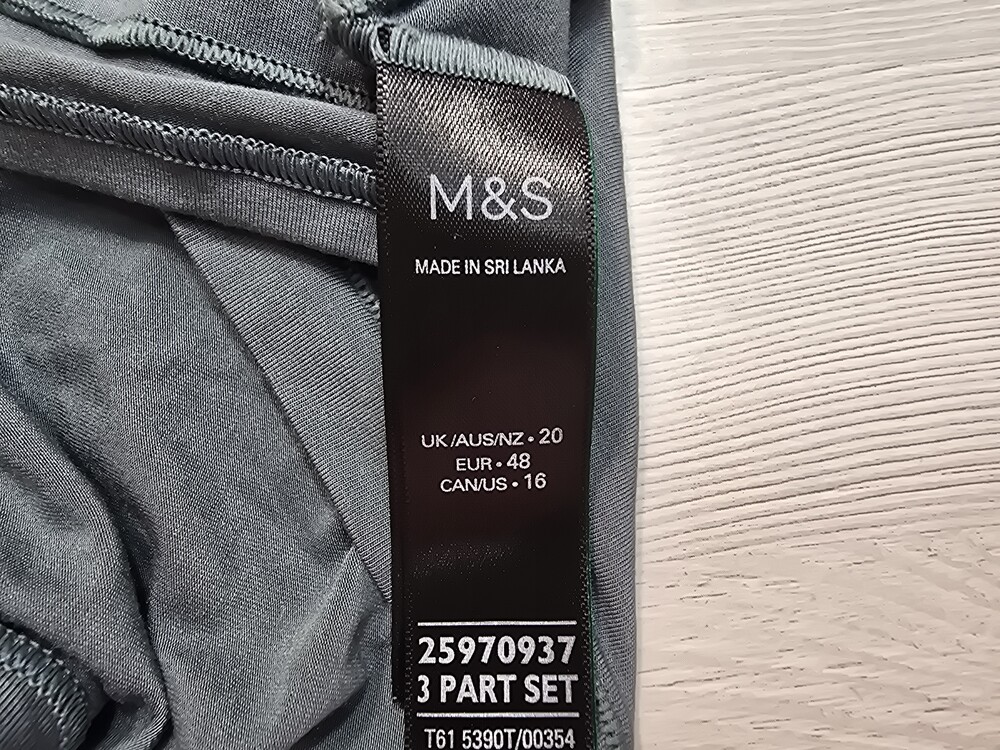 M&S
MADE IN SRI LANKA
UK/AUS/NZ • 20
EUR • 48
CAN/US • 16
25970937
3 PART SET
T61 5390T/00354